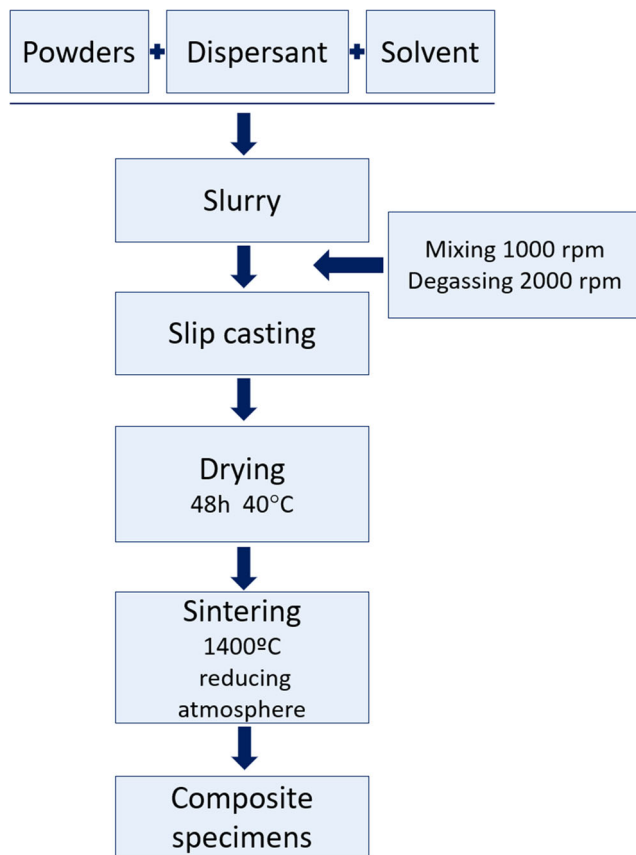 Powders + Dispersant + Solvent
Slurry
Mixing 1000 rpm
Degassing 2000 rpm
Slip casting
Drying
48h 40°C
Sintering
1400ºC
reducing
atmosphere
Composite
specimens